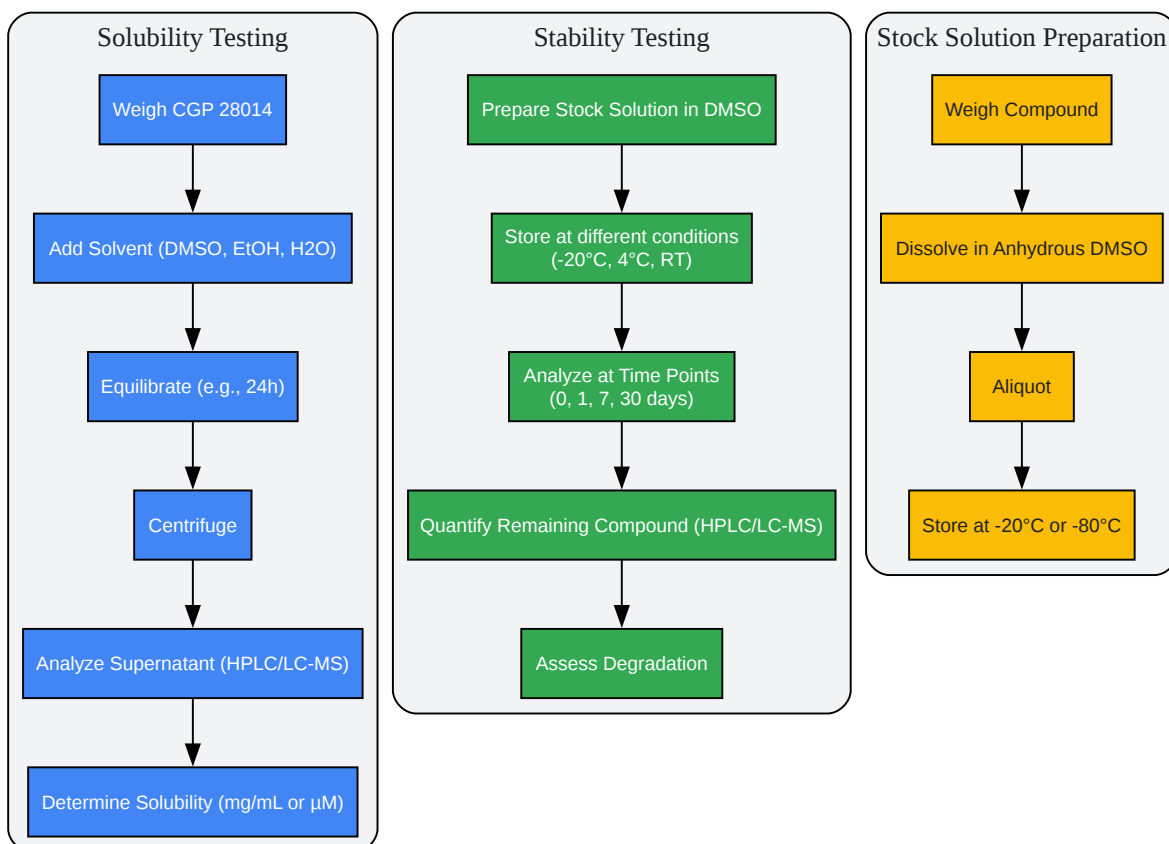 Solubility Testing
Weigh CGP 28014
Add Solvent (DMSO, EtOH, H2O)
Equilibrate (e.g., 24h)
Centrifuge
Analyze Supernatant (HPLC/LC-MS)
Determine Solubility (mg/mL or µM)
Stability Testing
Prepare Stock Solution in DMSO
Store at different conditions
(-20°C, 4°C, RT)
Analyze at Time Points
(0, 1, 7, 30 days)
Quantify Remaining Compound (HPLC/LC-MS)
Assess Degradation
Stock Solution Preparation
Weigh Compound
Dissolve in Anhydrous DMSO
Aliquot
Store at -20°C or -80°C